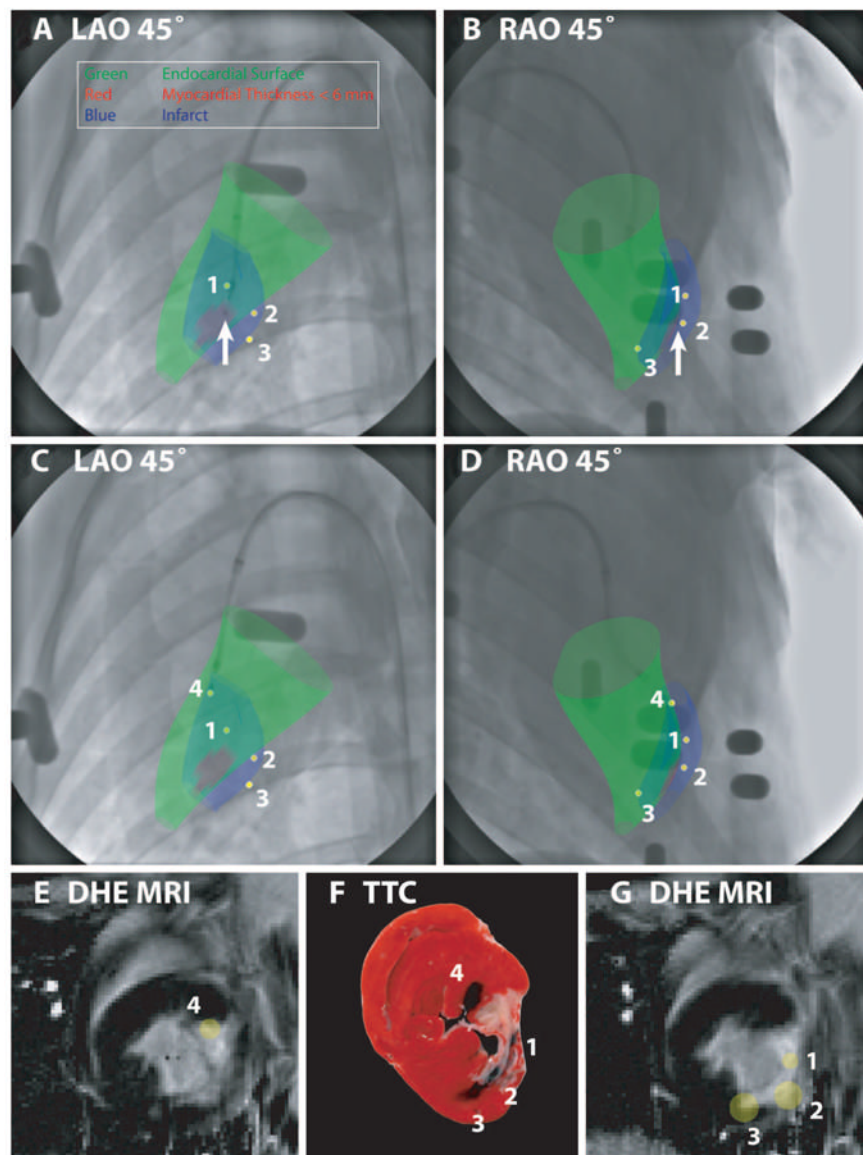 A LAO 45°
Green Endocardial Surface
Red Myocardial Thickness < 6 mm
Blue Infarct
1
2
3
B RAO 45°
1
2
3
C LAO 45°
4
1
2
3
D RAO 45°
4
1
2
3
E DHE MRI
4
F TTC
4
1
2
3
G DHE MRI
1
2
3